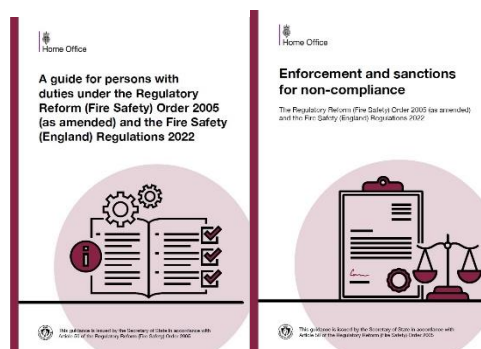 Home Office
A guide for persons with
duties under the Regulatory
Reform (Fire Safety) Order 2005
(as amended) and the Fire Safety
(England) Regulations 2022
This guidance is issued by the Secretary of State in accordance with
Article 50 of the Regulatory Reform (Fire Safety) Order 2005
Home Office
Enforcement and sanctions
for non-compliance
The Regulatory Reform (Fire Safety) Order 2005 (as amended)
and the Fire Safety (England) Regulations 2022
This guidance is issued by the Secretary of State in accordance with
Article 50 of the Regulatory Reform (Fire Safety) Order 2005